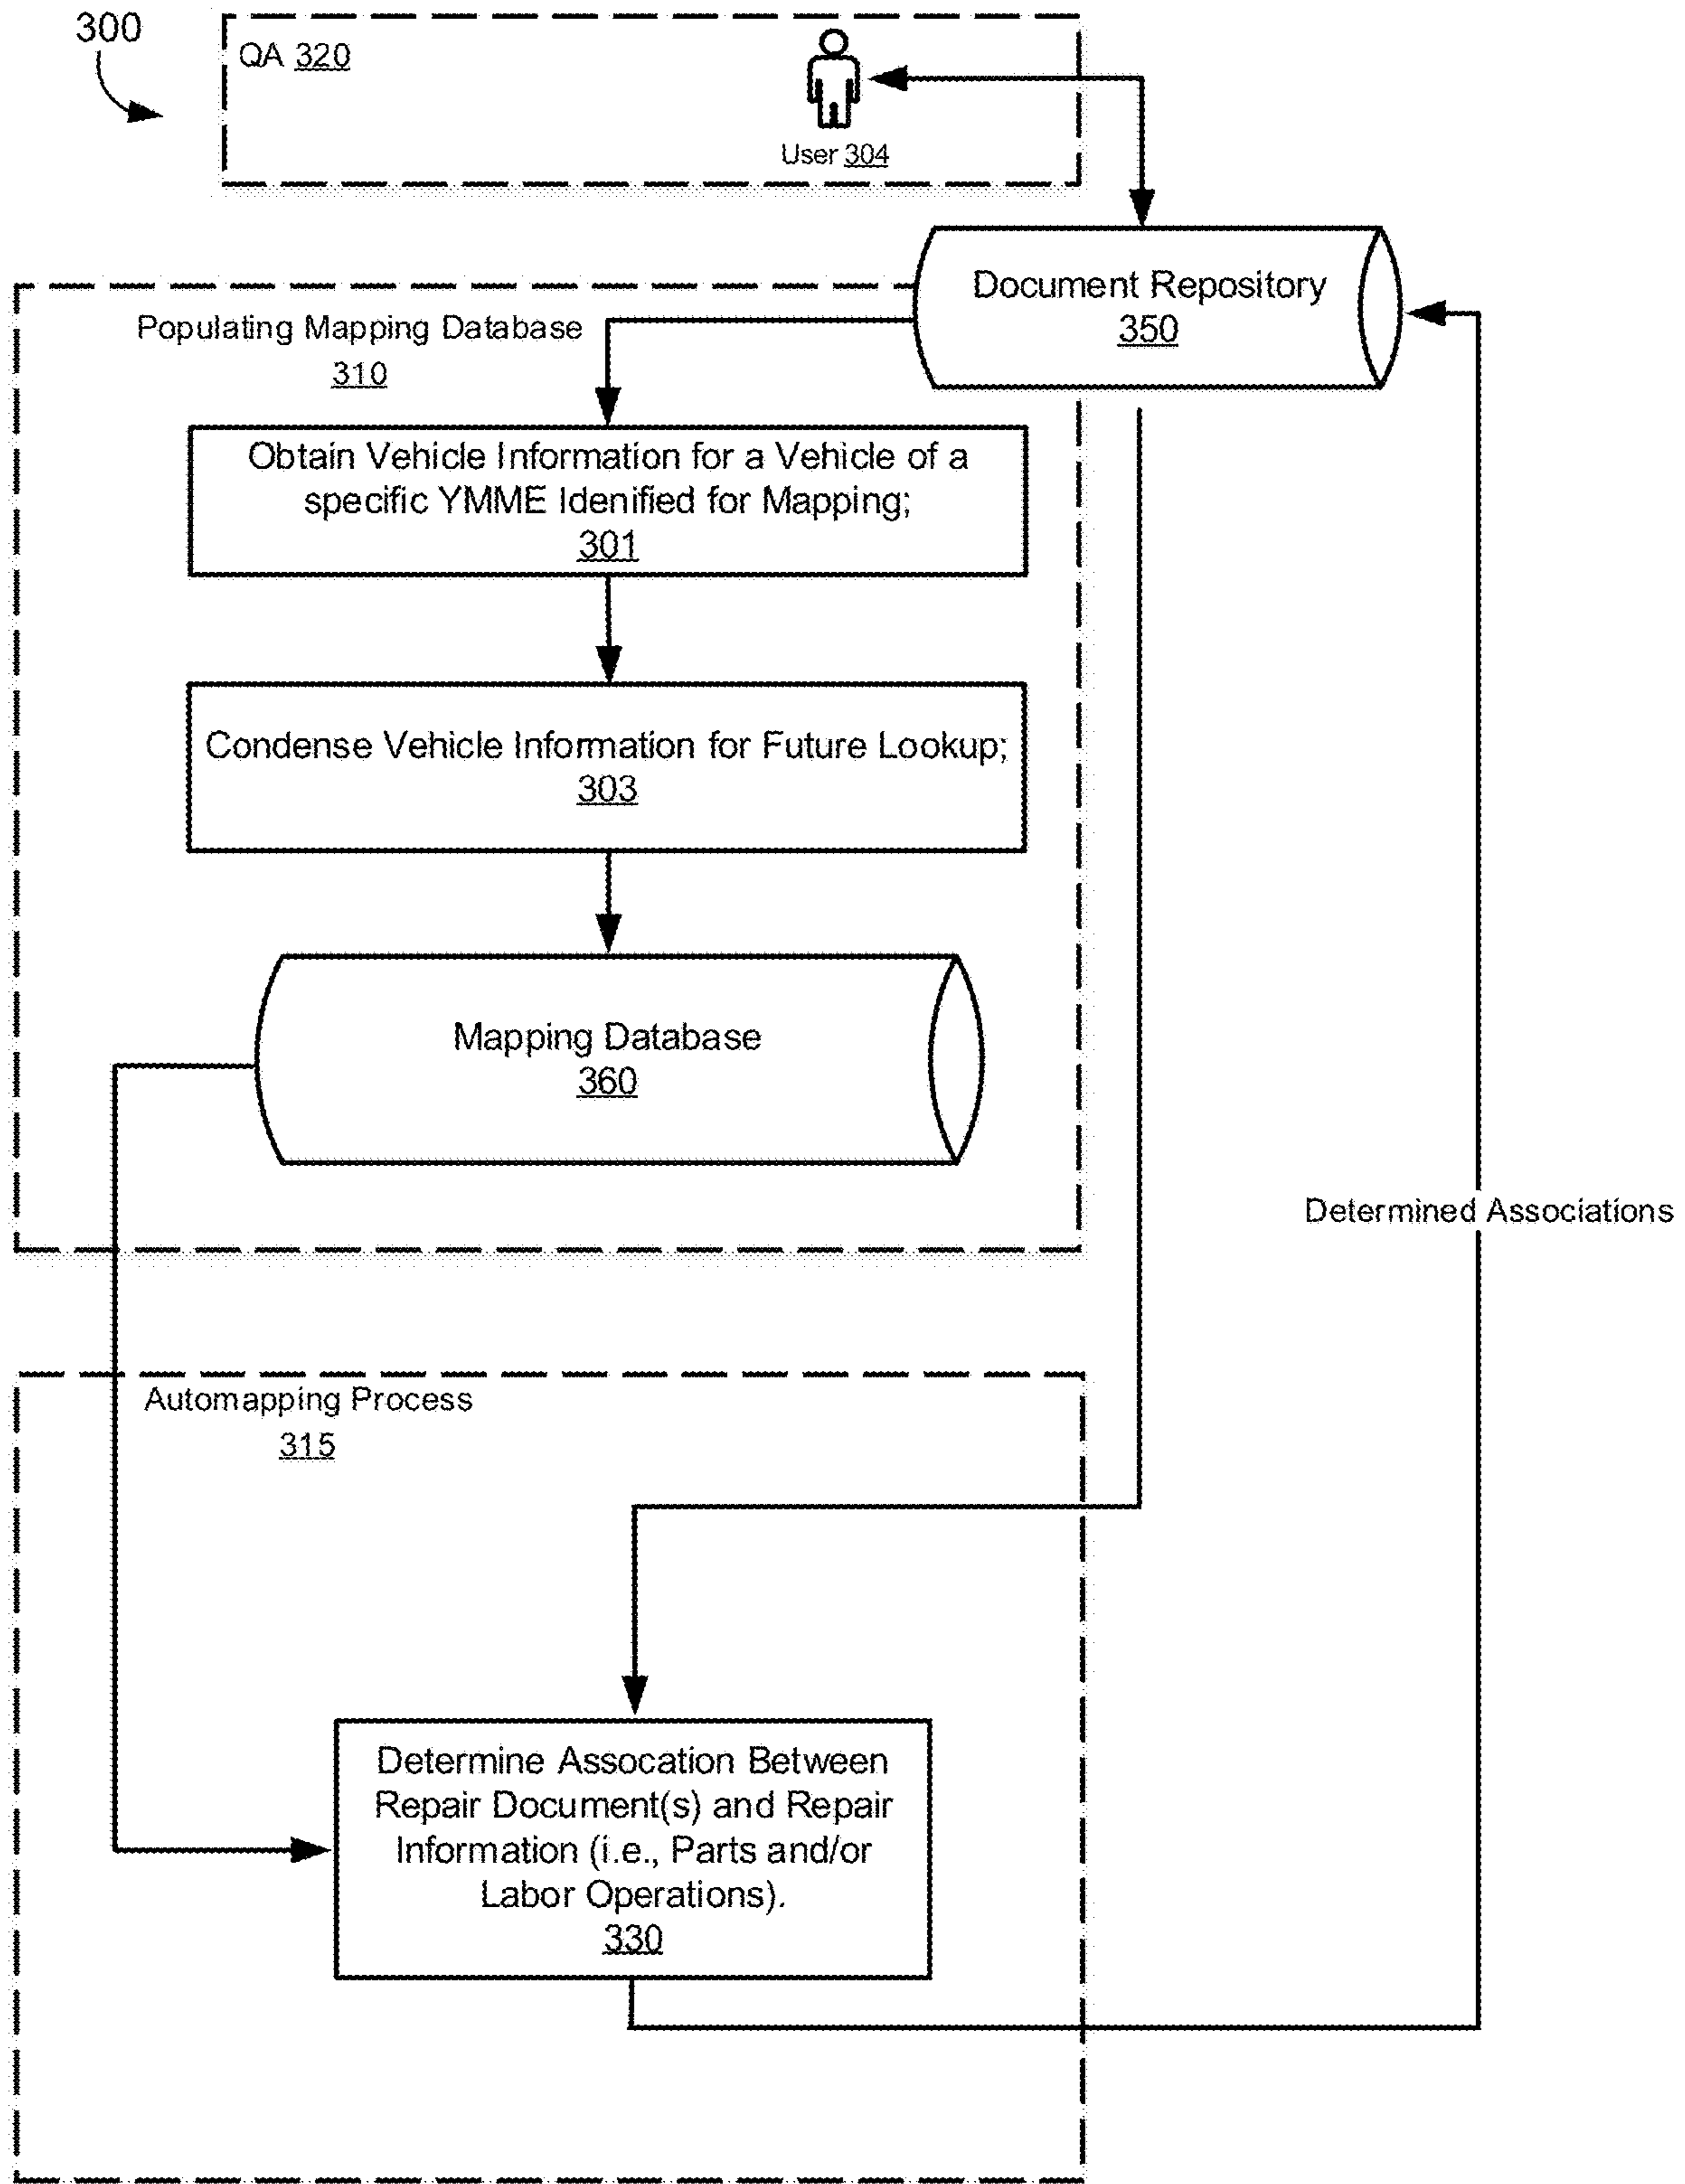 300
QA 320
User 304
Document Repository
350
Populating Mapping Database
310
Obtain Vehicle Information for a Vehicle of a
specific YMME Idenified for Mapping;
301
Condense Vehicle Information for Future Lookup;
303
Mapping Database
360
Determined Associations
Automapping Process
315
Determine Assocation Between
Repair Document(s) and Repair
Information (i.e., Parts and/or
Labor Operations).
330